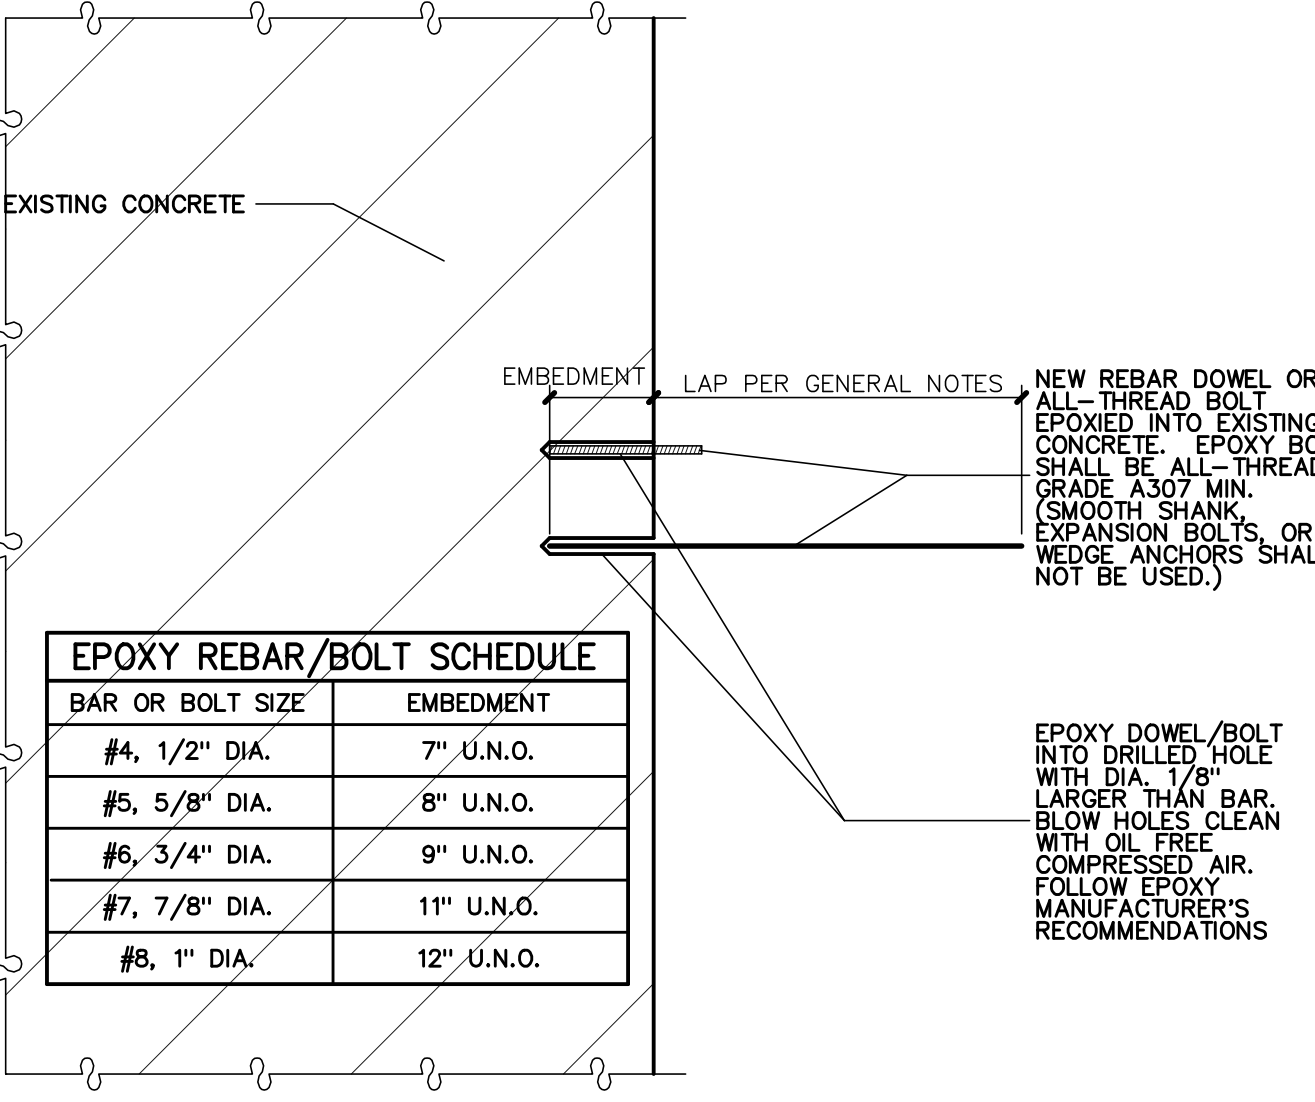 EXISTING CONCRETE
EMBEDMENT
LAP PER GENERAL NOTES
NEW REBAR DOWEL OR
ALL-THREAD BOLT
EPOXIED INTO EXISTING
CONCRETE. EPOXY
SHALL BE ALL-THREAD
GRADE A307 MIN.
(SMOOTH SHANK,
EXPANSION BOLTS, OR
WEDGE ANCHORS
NOT BE USED.)
EPOXY REBAR/BOLT SCHEDULE
BAR OR BOLT SIZE EMBEDMENT
#4, 1/2" DIA. 7" U.N.O.
#5, 5/8" DIA. 8" U.N.O.
#6, 3/4" DIA. 9" U.N.O.
#7, 7/8" DIA. 11" U.N.O.
#8, 1" DIA. 12" U.N.O.
EPOXY DOWEL/BOLT
INTO DRILLED HOLE
WITH DIA. 1/8"
LARGER THAN BAR.
BLOW HOLES CLEAN
WITH OIL FREE
COMPRESSED AIR.
FOLLOW EPOXY
MANUFACTURER'S
RECOMMENDATIONS